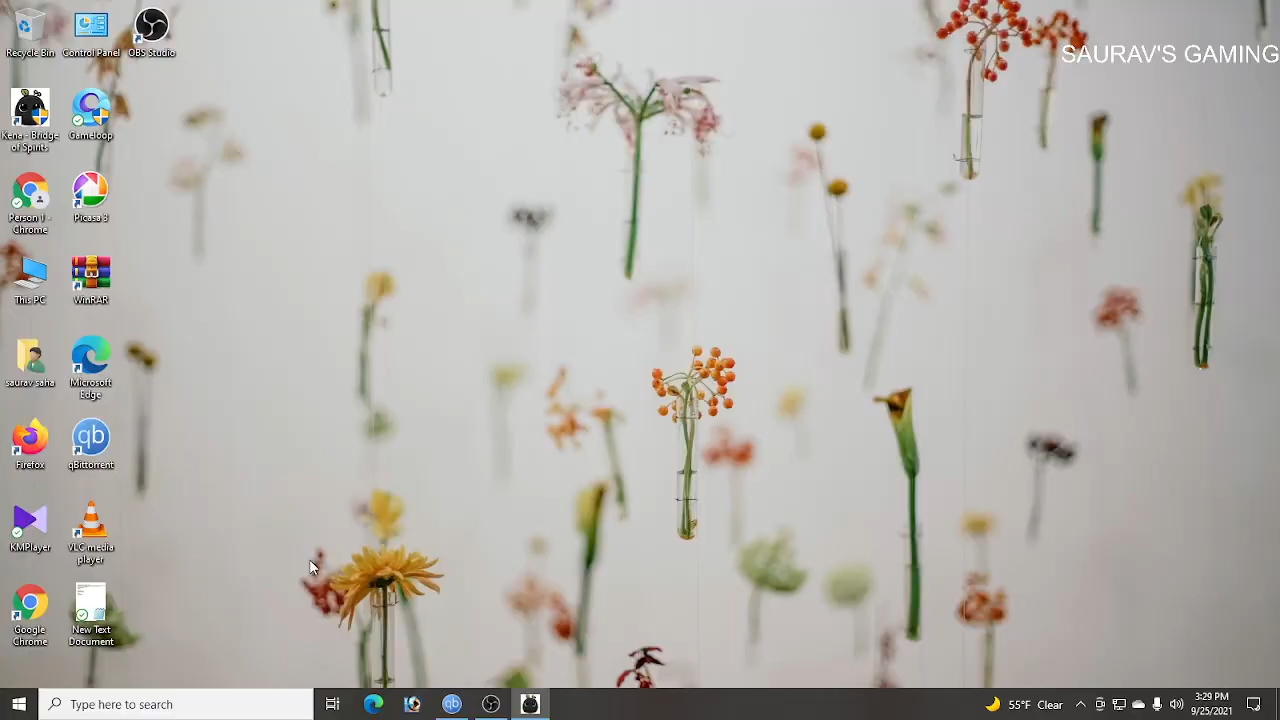 Recycle Bin
Control Panel
OBS Studio
SAURAV'S GAMING
Kena - Bridge of Spirits
Gameloop
Person 1 - Chrome
Picasa 3
This PC
WinRAR
saurav saha
Microsoft Edge
Firefox
qb
qBittorrent
KMPlayer
VLC media player
Google Chrome
New Text Document
Type here to search
qb
55°F Clear
3:29 PM
9/25/2021